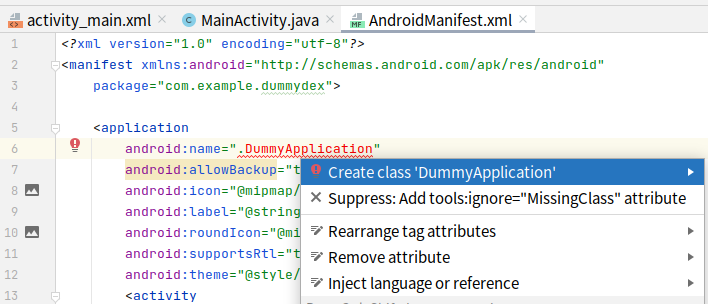 activity_main.xml
MainActivity.java
AndroidManifest.xml
1 <?xml version="1.0" encoding="utf-8"?>
2 <manifest xmlns:android="http://schemas.android.com/apk/res/android"
3 package="com.example.dummydex">
4
5 <application
6 android:name=".DummyApplication"
7 android:allowBackup="t
8 android:icon="@mipmap/
9 android:label="@string
10 android:roundIcon="@mi
11 android:supportsRtl="t
12 android:theme="@style/
13 <activity
Create class 'DummyApplication'
Suppress: Add tools:ignore="MissingClass" attribute
Rearrange tag attributes
Remove attribute
Inject language or reference